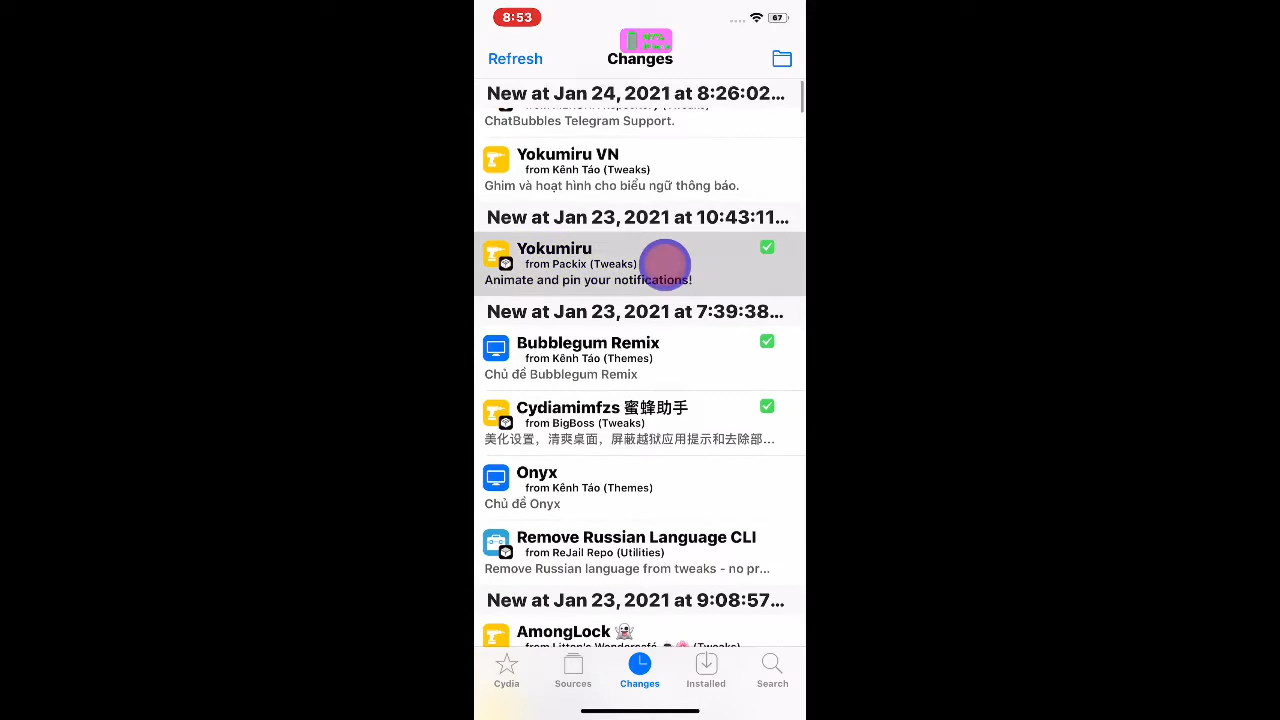 8:53
67
Refresh
Changes
New at Jan 24, 2021 at 8:26:02...
ChatBubbles Telegram Support.
Yokumiru VN
from Kênh Táo (Tweaks)
Ghim và hoạt hình cho biểu ngữ thông báo.
New at Jan 23, 2021 at 10:43:11...
Yokumiru
from Packix (Tweaks)
Animate and pin your notifications!
New at Jan 23, 2021 at 7:39:38...
Bubblegum Remix
from Kênh Táo (Themes)
Chủ đề Bubblegum Remix
Cydiamimfzs 蜜蜂助手
from BigBoss (Tweaks)
美化设置，清爽桌面，屏蔽越狱应用提示和去除部...
Onyx
from Kênh Táo (Themes)
Chủ đề Onyx
Remove Russian Language CLI
from ReJail Repo (Utilities)
Remove Russian language from tweaks - no pr...
New at Jan 23, 2021 at 9:08:57...
AmongLock 👻
Cydia
Sources
Changes
Installed
Search